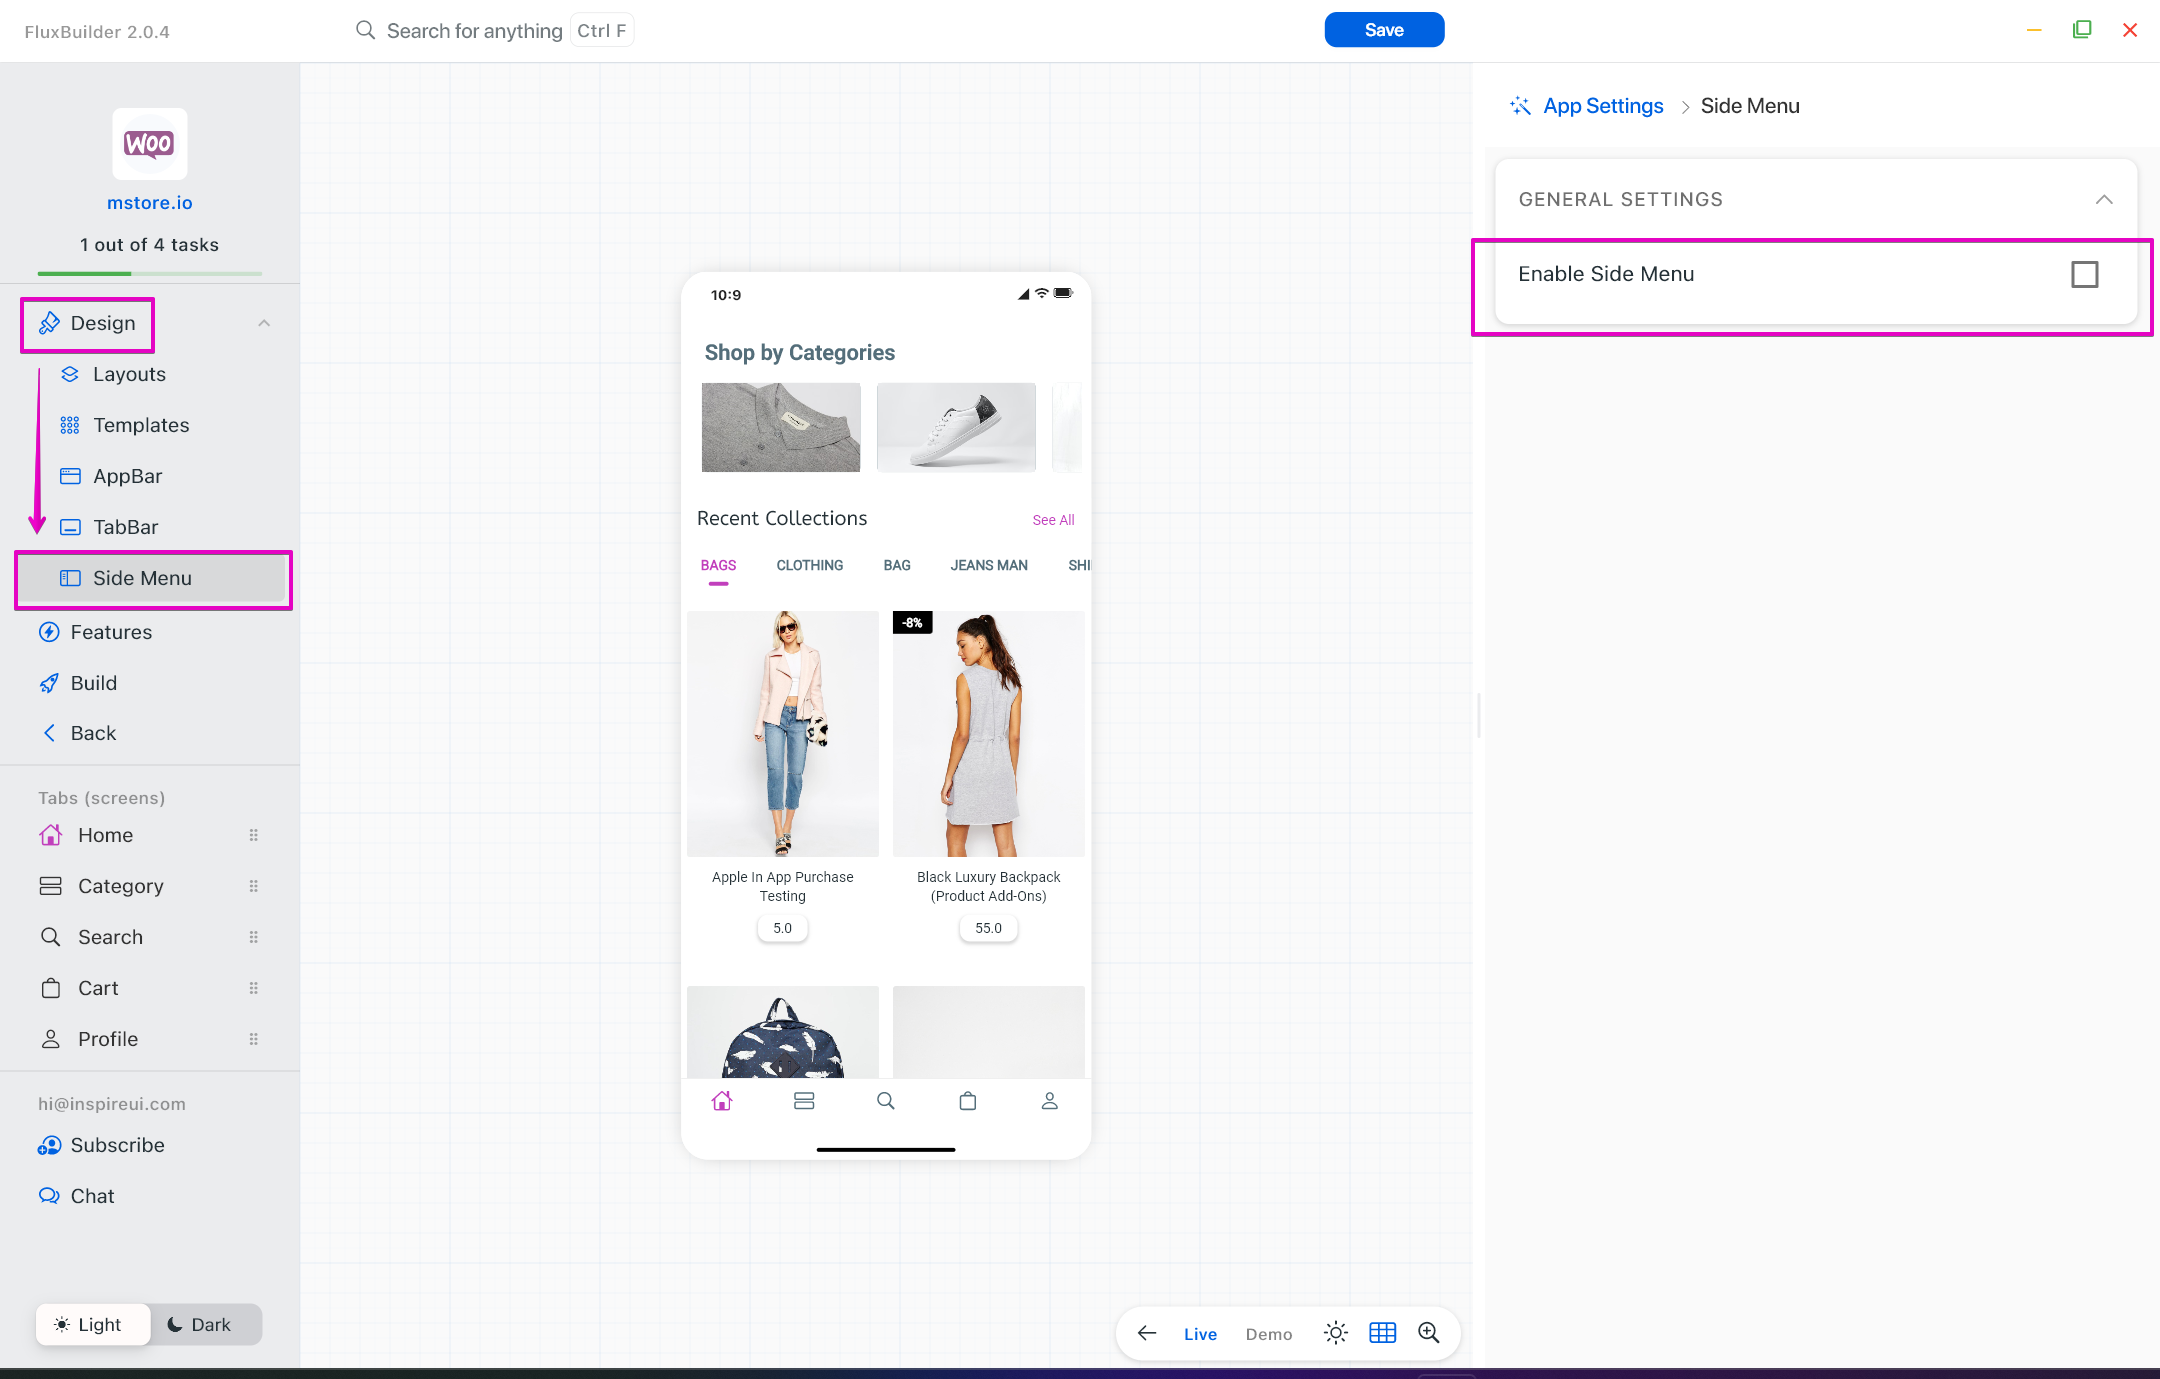 FluxBuilder 2.0.4
Search for anything Ctrl F
Save
WOO
mstore.io
1 out of 4 tasks
Design
Layouts
Templates
AppBar
TabBar
Side Menu
Features
Build
Back
Tabs (screens)
Home
Category
Search
Cart
Profile
hi@inspireui.com
Subscribe
Chat
Light Dark
10:9
Shop by Categories
Recent Collections See All
BAGS CLOTHING BAG JEANS MAN SHI
-8%
Apple In App Purchase
Testing
5.0
Black Luxury Backpack
(Product Add-Ons)
55.0
Live Demo
App Settings > Side Menu
GENERAL SETTINGS
Enable Side Menu